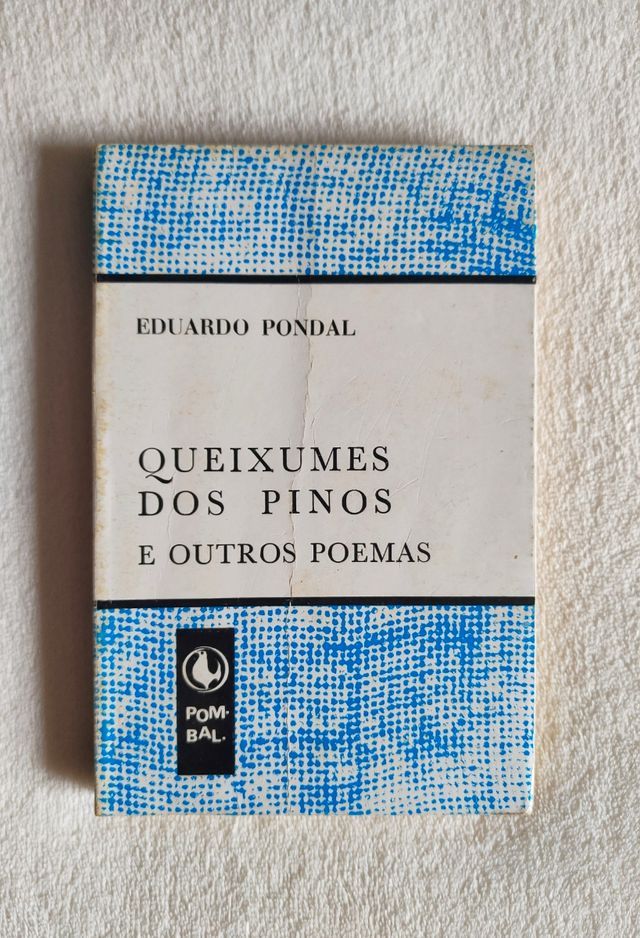 EDUARDO PONDAL
QUEIXUMES
DOS PINOS
E OUTROS POEMAS
POM·
BAL·